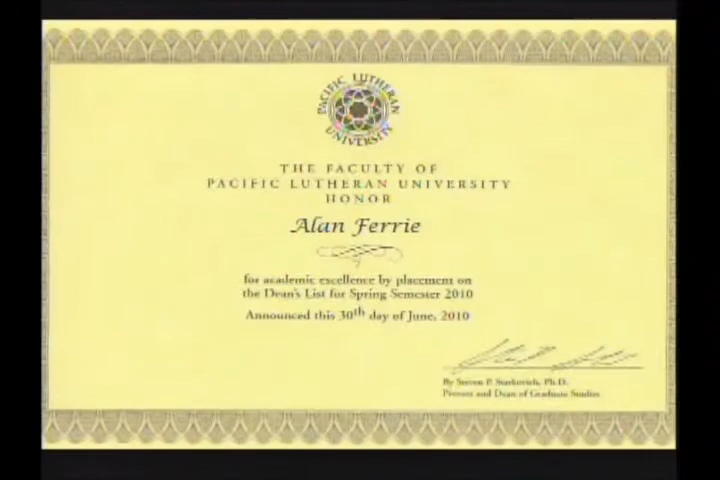 PACIFIC LUTHERAN
UNIVERSITY
THE FACULTY OF
PACIFIC LUTHERAN UNIVERSITY
HONOR
Alan Ferrie
for academic excellence by placement on
the Dean's List for Spring Semester 2010
Announced this 30th day of June, 2010
By Steven P. Starkovich, Ph.D.
Provost and Dean of Graduate Studies